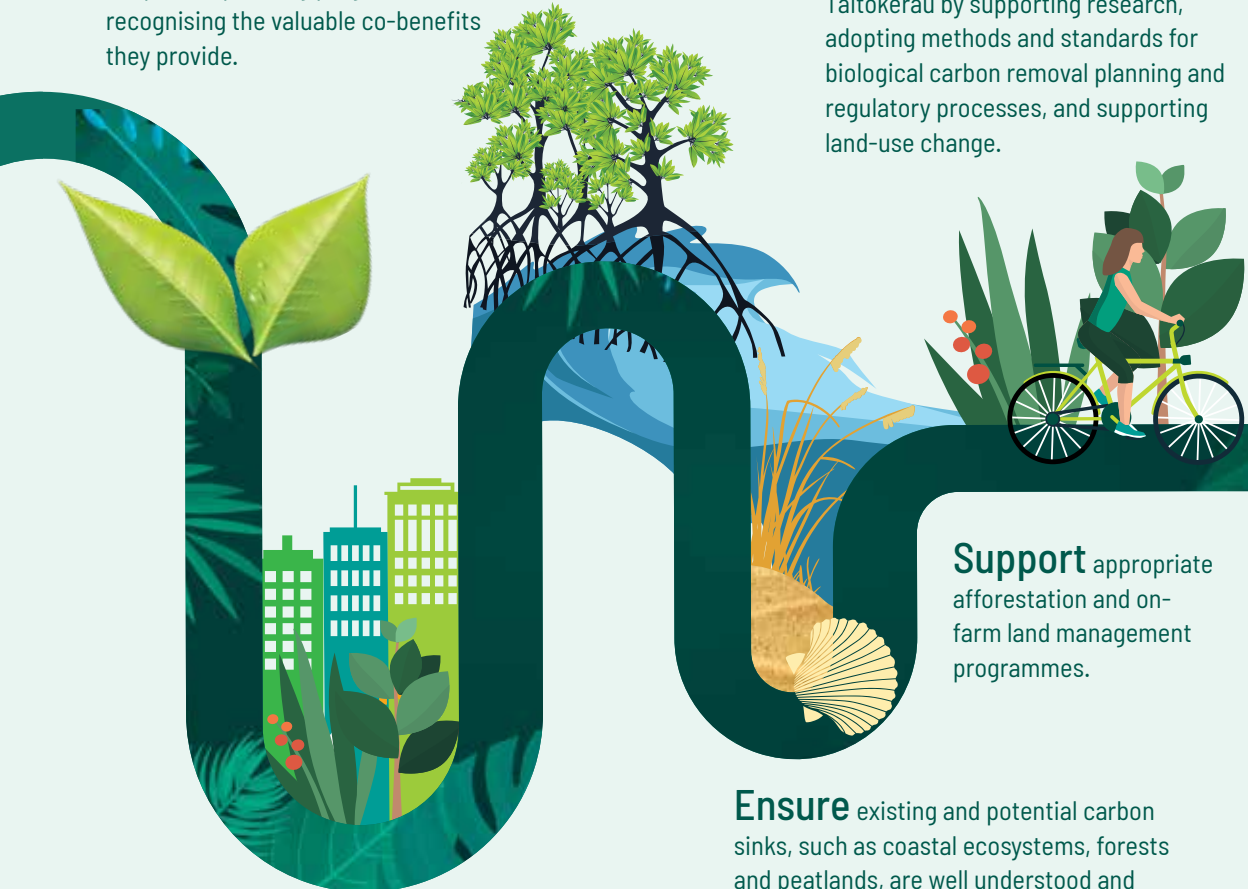 recognising the valuable co-benefits
they provide.
Taitokerau by supporting research,
adopting methods and standards for
biological carbon removal planning and
regulatory processes, and supporting
land-use change.
Support appropriate
afforestation and on-
farm land management
programmes.
Ensure existing and potential carbon
sinks, such as coastal ecosystems, forests
and peatlands, are well understood and